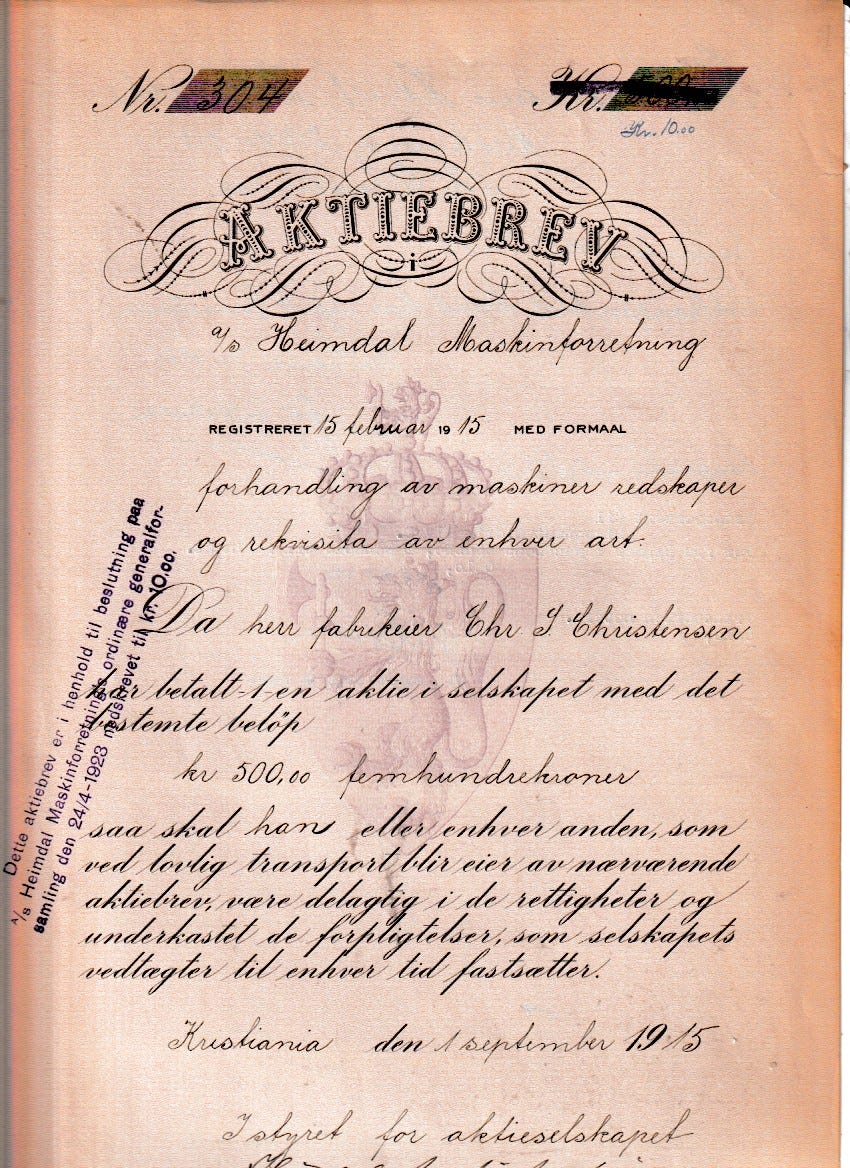 Nr. 304
Kr. 500
Kr. 10.00
AKTIEBREV
i
A/S Heimdal Maskinforretning
REGISTRERET 15 februar 1915 MED FORMAAL
forhandling av maskiner redskaper
og rekvisita av enhver art.
Da herr fabrikeier Chr. I. Christensen
har betalt -1- en aktie i selskapet med det
bestemte beløp
kr 500,00 femhundrekroner
saa skal han eller enhver anden, som
ved lovlig transport blir eier av nærværende
aktiebrev, være delagtig i de rettigheter og
underkastet de forpligtelser, som selskapets
vedtægter til enhver tid fastsætter.
Kristiania den 1 september 1915
I styret for aktieselskapet
Dette aktiebrev er i henhold til beslutning paa
A/S Heimdal Maskinforretning's ordinære generalfor-
samling den 24/4-1923 nedskrevet til kr. 10.00.